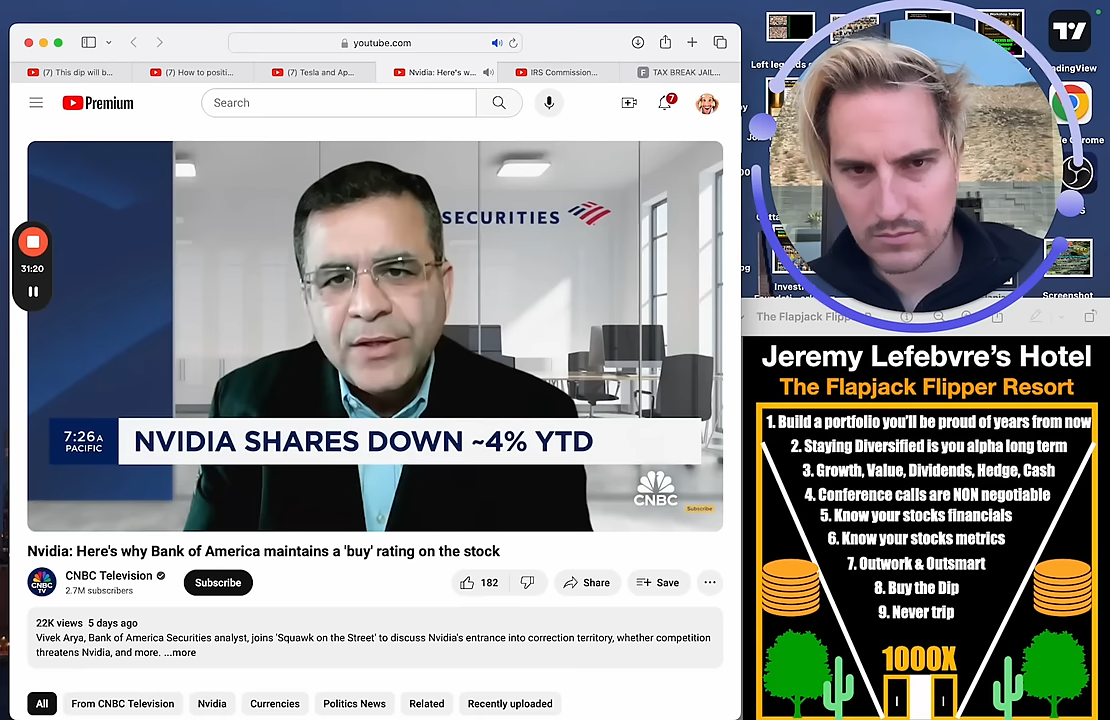 youtube.com
(7) This dip will b...
(7) How to positi...
(7) Tesla and Ap...
Nvidia: Here's w...
IRS Commission...
F
TAX BREAK JAIL...
Premium
Search
7
SECURITIES
31:20
7:26A
PACIFIC
NVIDIA SHARES DOWN ~4% YTD
CNBC
Subscribe
Nvidia: Here's why Bank of America maintains a 'buy' rating on the stock
CNBC
TV
CNBC Television
2.7M subscribers
Subscribe
182
Share
Save
22K views 5 days ago
Vivek Arya, Bank of America Securities analyst, joins 'Squawk on the Street' to discuss Nvidia's entrance into correction territory, whether competition
threatens Nvidia, and more. ...more
All
From CNBC Television
Nvidia
Currencies
Politics News
Related
Recently uploaded
Left legends
adingView
Chrome
Investi
Screenshot
The Flapjack Flipp
Jeremy Lefebvre's Hotel
The Flapjack Flipper Resort
1. Build a portfolio you'll be proud of years from now
2. Staying Diversified is you alpha long term
3. Growth, Value, Dividends, Hedge, Cash
4. Conference calls are NON negotiable
5. Know your stocks financials
6. Know your stocks metrics
7. Outwork & Outsmart
8. Buy the Dip
9. Never trip
1000X